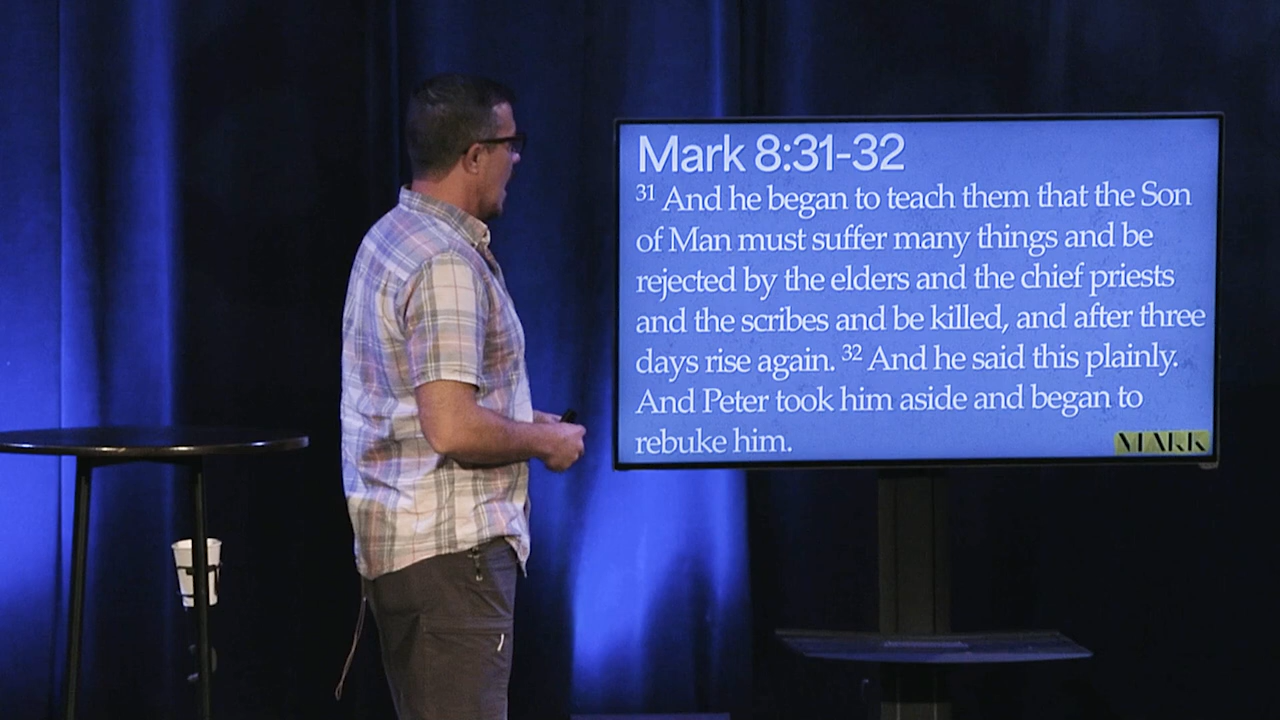 Mark 8:31-32
31 And he began to teach them that the Son
of Man must suffer many things and be
rejected by the elders and the chief priests
and the scribes and be killed, and after three
days rise again. 32 And he said this plainly.
And Peter took him aside and began to
rebuke him.
MARK